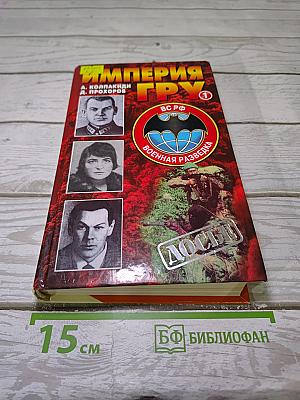 ИМПЕРИЯ
ГРУ
1
А. КОЛПАКИДИ
Д. ПРОХОРОВ
ВС РФ
ВОЕННАЯ РАЗВЕДКА
ДОСЬЕ
15 см
БФ БИБЛИОФАН